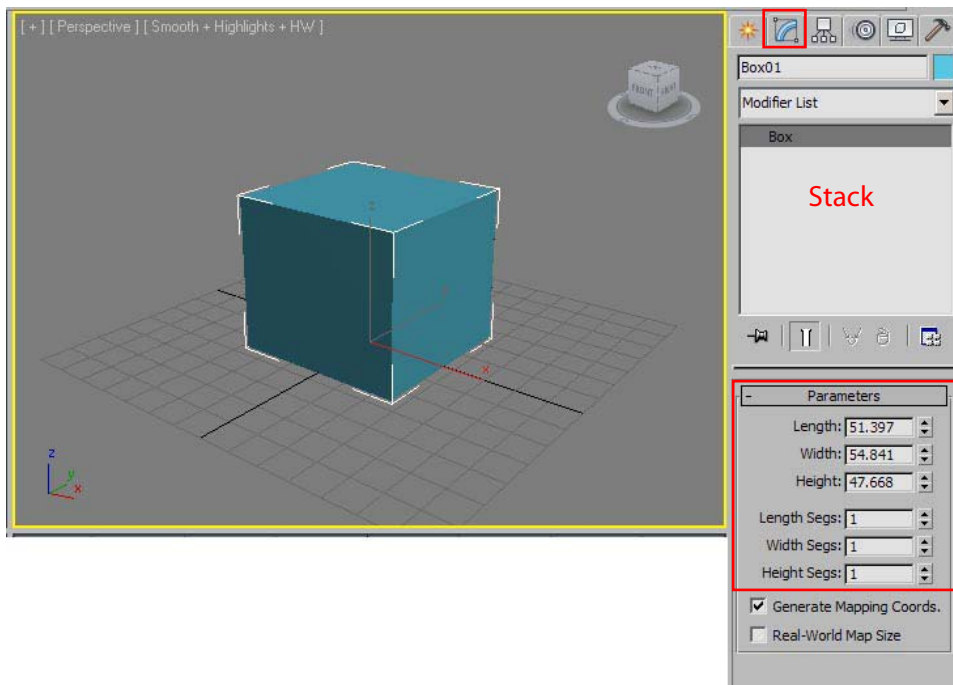 [ + ] [ Perspective ] [ Smooth + Highlights + HW ]
FRONT
z
x
z
y
x
Box01
Modifier List
Box
Stack
- Parameters
Length: 51.397
Width: 54.841
Height: 47.668
Length Segs: 1
Width Segs: 1
Height Segs: 1
Generate Mapping Coords.
Real-World Map Size